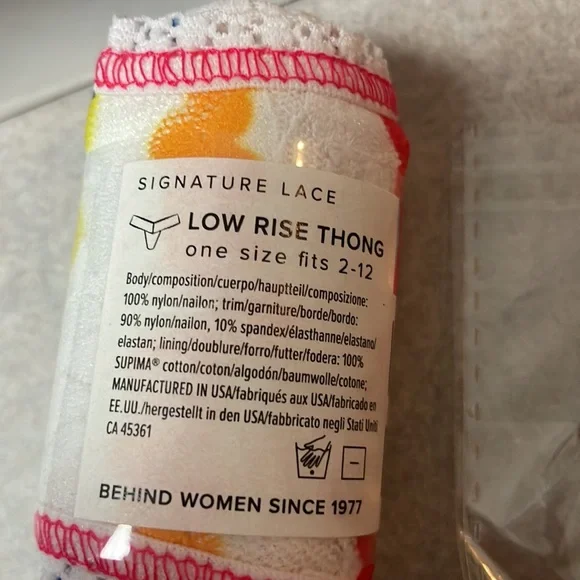 SIGNATURE LACE
LOW RISE THONG
one size fits 2-12
Body/composition/cuerpo/hauptteil/composizione:
100% nylon/nailon; trim/garniture/borde/bordo:
90% nylon/nailon, 10% spandex/élasthanne/elastano/
elastan; lining/doublure/forro/futter/fodera: 100%
SUPIMA® cotton/coton/algodón/baumwolle/cotone;
MANUFACTURED IN USA/fabriqués aux USA/fabricado en
EE.UU./hergestellt in den USA/fabbricato negli Stati Uniti
CA 45361
BEHIND WOMEN SINCE 1977